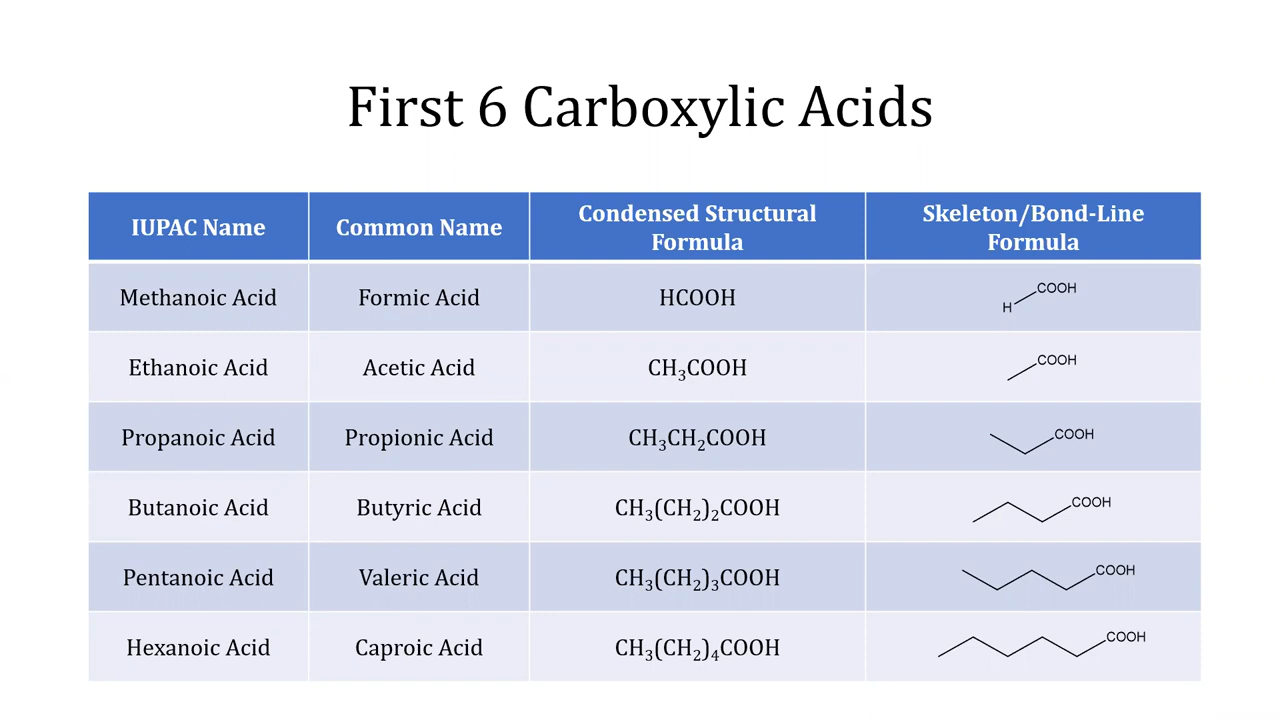 First 6 Carboxylic Acids
IUPAC Name
Common Name
Condensed Structural
Formula
Skeleton/Bond-Line
Formula
Methanoic Acid
Formic Acid
HCOOH
H
COOH
Ethanoic Acid
Acetic Acid
CH₃COOH
COOH
Propanoic Acid
Propionic Acid
CH₃CH₂COOH
COOH
Butanoic Acid
Butyric Acid
CH₃(CH₂)₂COOH
COOH
Pentanoic Acid
Valeric Acid
CH₃(CH₂)₃COOH
COOH
Hexanoic Acid
Caproic Acid
CH₃(CH₂)₄COOH
COOH